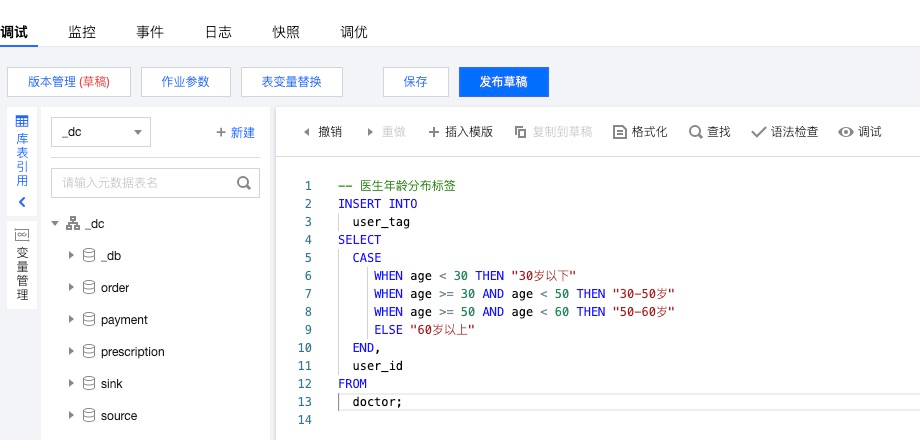 调试 监控 事件 日志 快照 调优
版本管理 (草稿) 作业参数 表变量替换 保存 发布草稿
库表引用
变量管理
_dc
+ 新建
请输入元数据表名
_dc
_db
order
payment
prescription
sink
source
撤销 重做 插入模版 复制到草稿 格式化 查找 语法检查 调试
1 -- 医生年龄分布标签
2 INSERT INTO
3 user_tag
4 SELECT
5 CASE
6 WHEN age < 30 THEN "30岁以下"
7 WHEN age >= 30 AND age < 50 THEN "30-50岁"
8 WHEN age >= 50 AND age < 60 THEN "50-60岁"
9 ELSE "60岁以上"
10 END,
11 user_id
12 FROM
13 doctor;
14